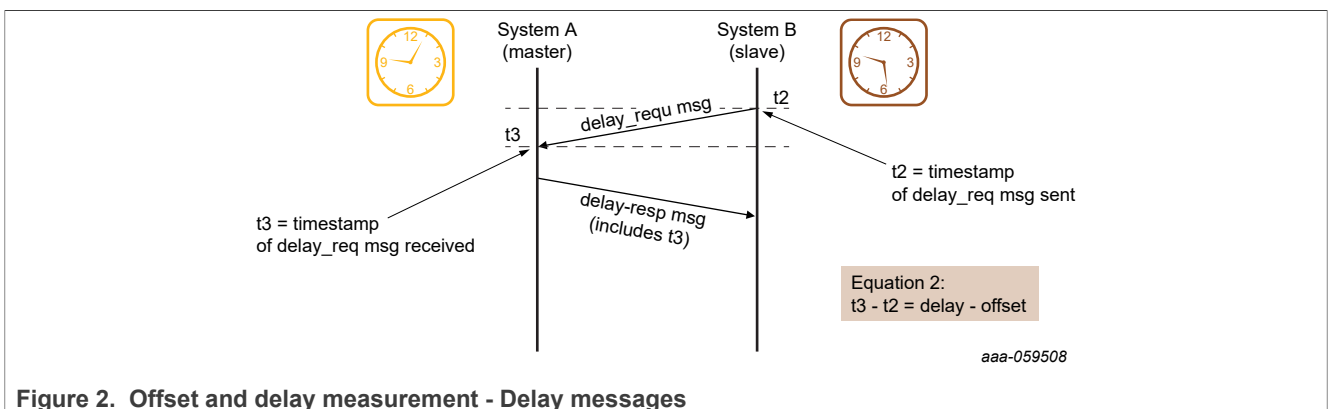 System A
(master)
System B
(slave)
12
9
3
6
12
9
3
6
t2
delay_requ msg
t3
t2 = timestamp
of delay_req msg sent
delay-resp msg
(includes t3)
t3 = timestamp
of delay_req msg received
Equation 2:
t3 - t2 = delay - offset
aaa-059508
Figure 2. Offset and delay measurement - Delay messages